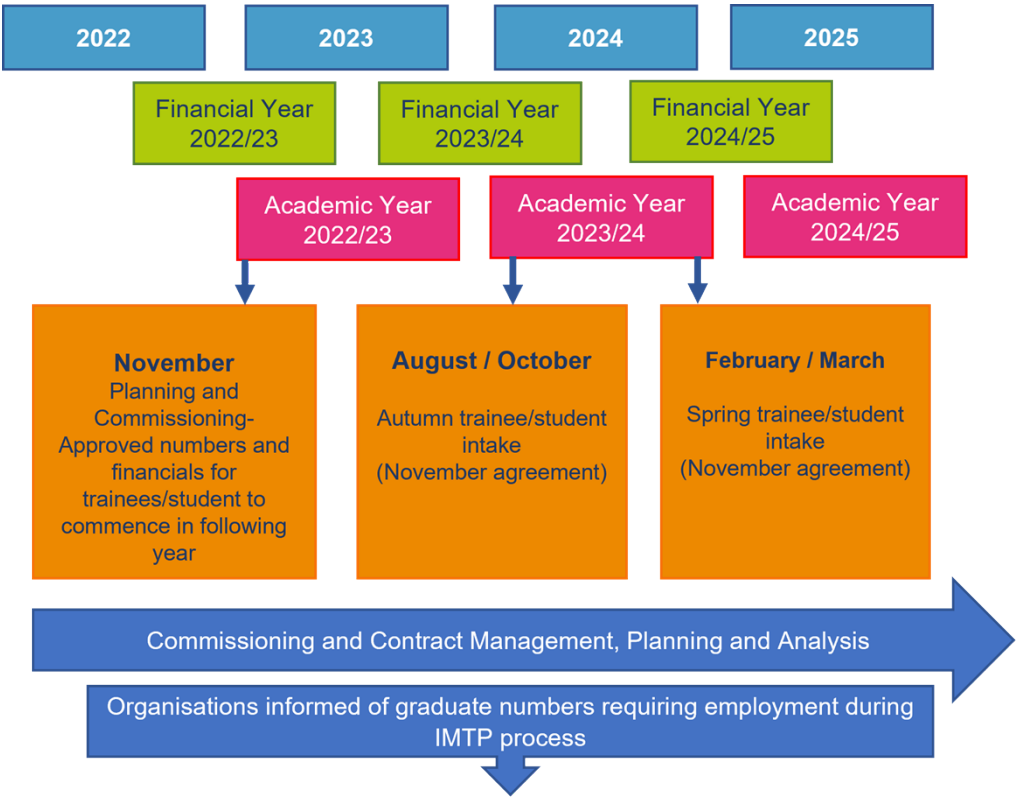 2022
2023
2024
2025
Financial Year
2022/23
Financial Year
2023/24
Financial Year
2024/25
Academic Year
2022/23
Academic Year
2023/24
Academic Year
2024/25
November
Planning and
Commissioning-
Approved numbers and
financials for
trainees/student to
commence in following
year
August / October
Autumn trainee/student
intake
(November agreement)
February / March
Spring trainee/student
intake
(November agreement)
Commissioning and Contract Management, Planning and Analysis
Organisations informed of graduate numbers requiring employment during
IMTP process